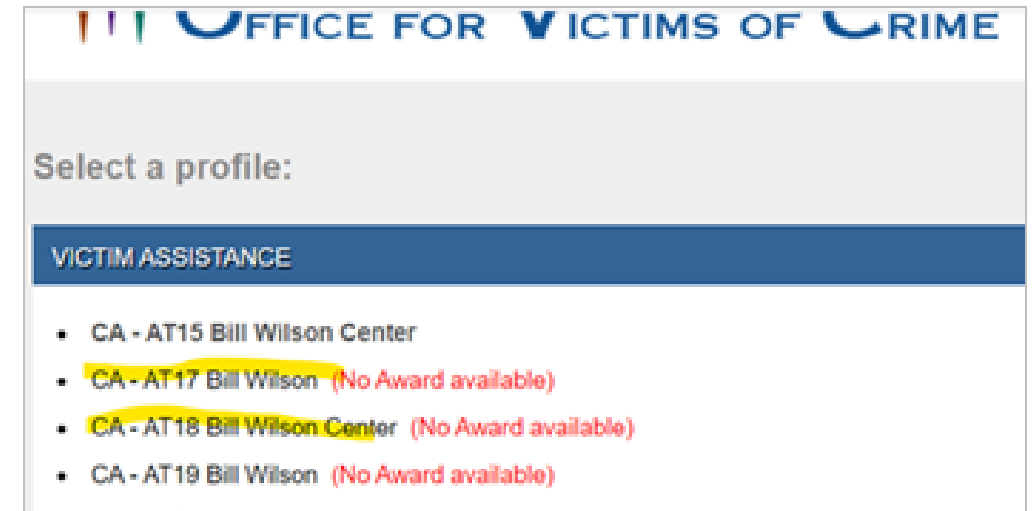 OFFICE FOR VICTIMS OF CRIME
Select a profile:
VICTIM ASSISTANCE
• CA - AT15 Bill Wilson Center
• CA - AT17 Bill Wilson (No Award available)
• CA - AT18 Bill Wilson Center (No Award available)
• CA - AT19 Bill Wilson (No Award available)